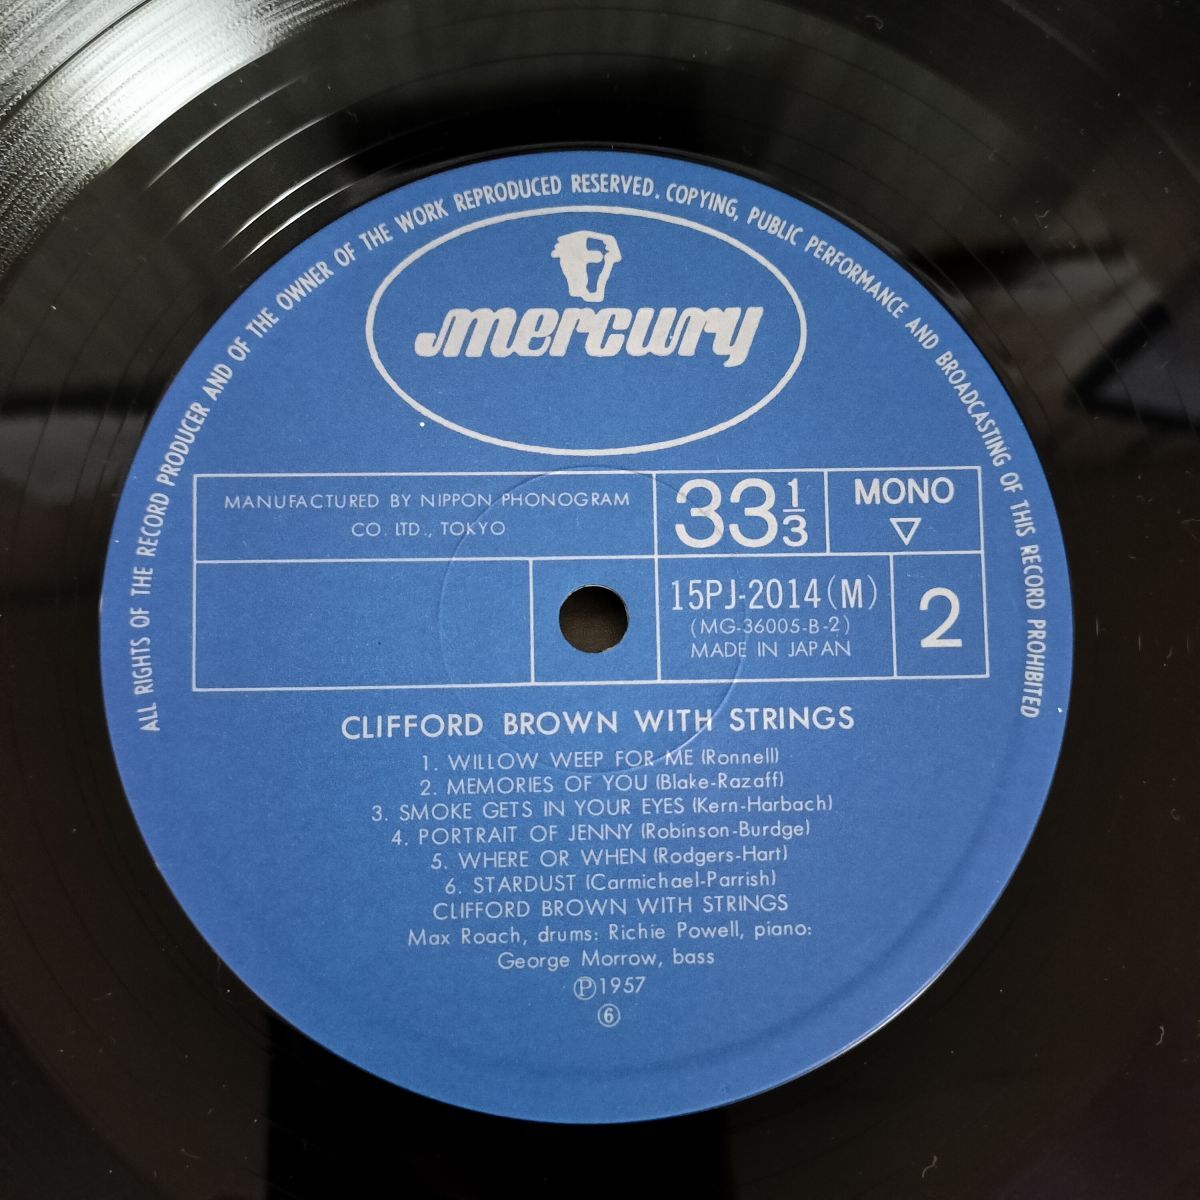 ALL RIGHTS OF THE RECORD PRODUCER AND OF THE OWNER OF THE WORK REPRODUCED RESERVED. COPYING, PUBLIC PERFORMANCE AND BROADCASTING OF THIS RECORD PROHIBITED
mercury
MANUFACTURED BY NIPPON PHONOGRAM
CO. LTD., TOKYO
33 1/3
MONO
▽
15PJ-2014(M)
(MG-36005-B-2)
MADE IN JAPAN
2
CLIFFORD BROWN WITH STRINGS
1. WILLOW WEEP FOR ME (Ronnell)
2. MEMORIES OF YOU (Blake-Razaff)
3. SMOKE GETS IN YOUR EYES (Kern-Harbach)
4. PORTRAIT OF JENNY (Robinson-Burdge)
5. WHERE OR WHEN (Rodgers-Hart)
6. STARDUST (Carmichael-Parrish)
CLIFFORD BROWN WITH STRINGS
Max Roach, drums: Richie Powell, piano:
George Morrow, bass
Ⓟ1957
⑥